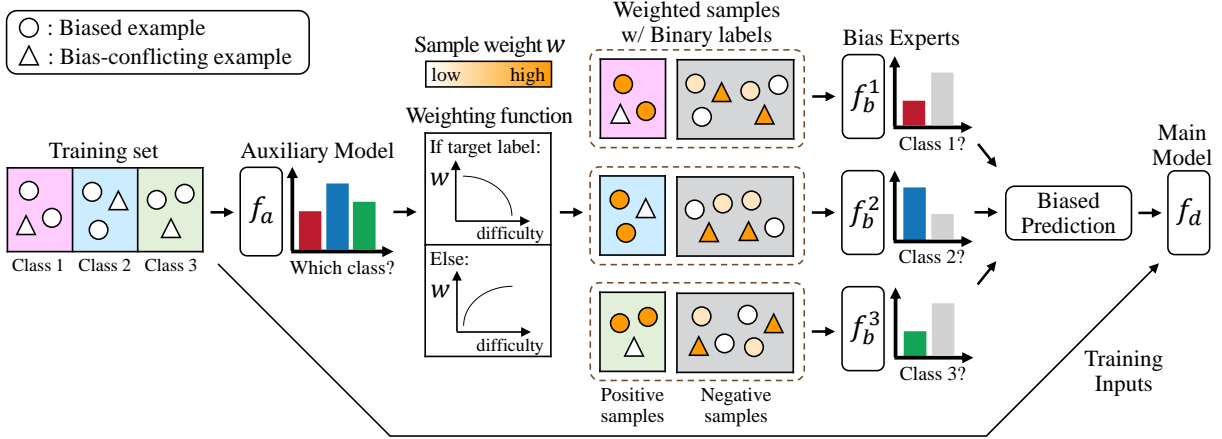 : Biased example
: Bias-conflicting example
Training set
Class 1
Class 2
Class 3
Auxiliary Model
f_a
Which class?
Sample weight w
low
high
Weighting function
If target label:
w
difficulty
Else:
w
difficulty
Weighted samples
w/ Binary labels
Positive
samples
Negative
samples
Bias Experts
f_b^1
Class 1?
f_b^2
Class 2?
f_b^3
Class 3?
Biased
Prediction
Main
Model
f_d
Training
Inputs